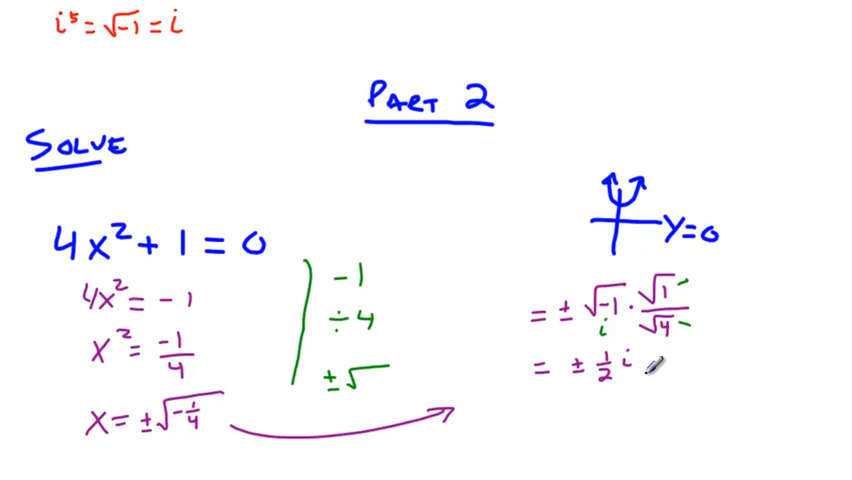 i⁵ = √-1 = i
PART 2
SOLVE
4x² + 1 = 0
4x² = -1
x² = -1/4
x = ±√-1/4
-1
÷4
±√
y=0
= ± √-1 · √1/√4
i
= ± 1/2 i